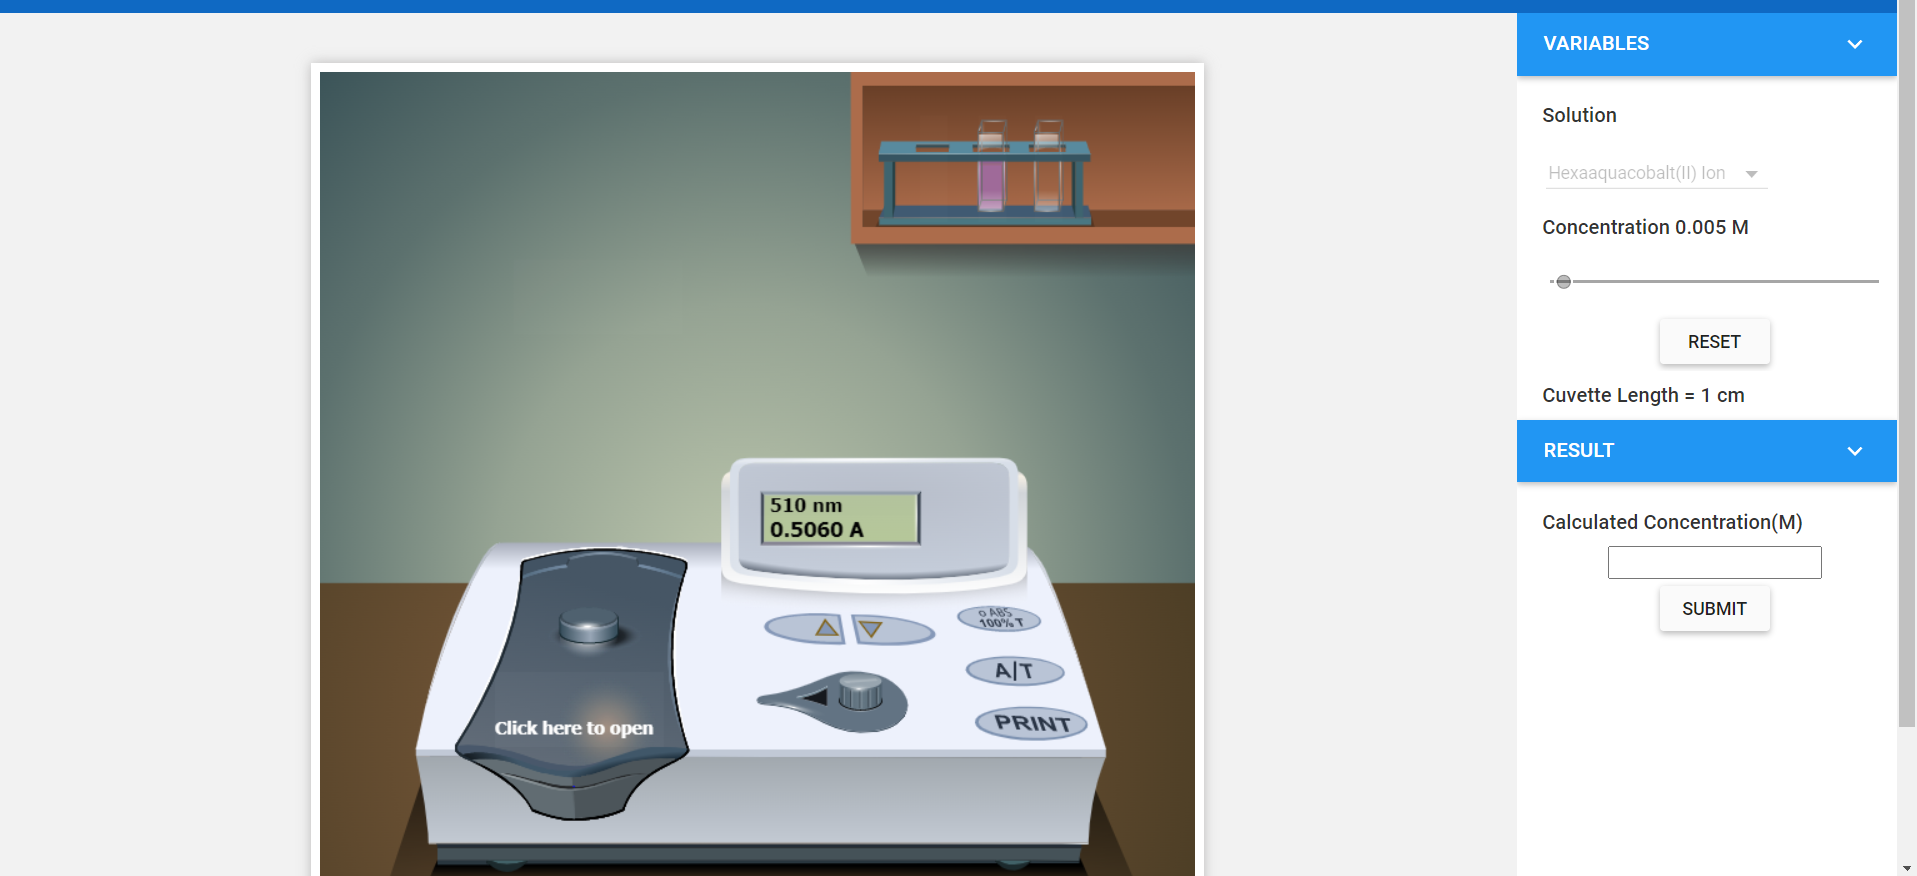 VARIABLES
Solution
Hexaaquacobalt(II) Ion
Concentration 0.005 M
RESET
Cuvette Length = 1 cm
RESULT
Calculated Concentration(M)
SUBMIT
510 nm
0.5060 A
o ABS
100% T
A|T
PRINT
Click here to open